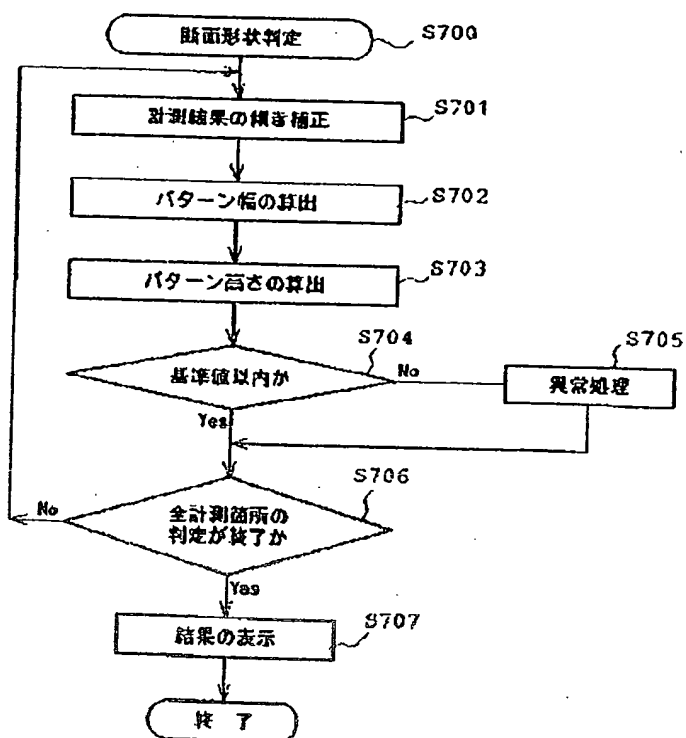 断面形状判定
S700
計測結果の傾き補正
S701
パターン幅の算出
S702
パターン高さの算出
S703
基準値以内か
S704
No
異常処理
S705
Yes
全計測箇所の
判定が終了か
S706
No
Yes
結果の表示
S707
終了